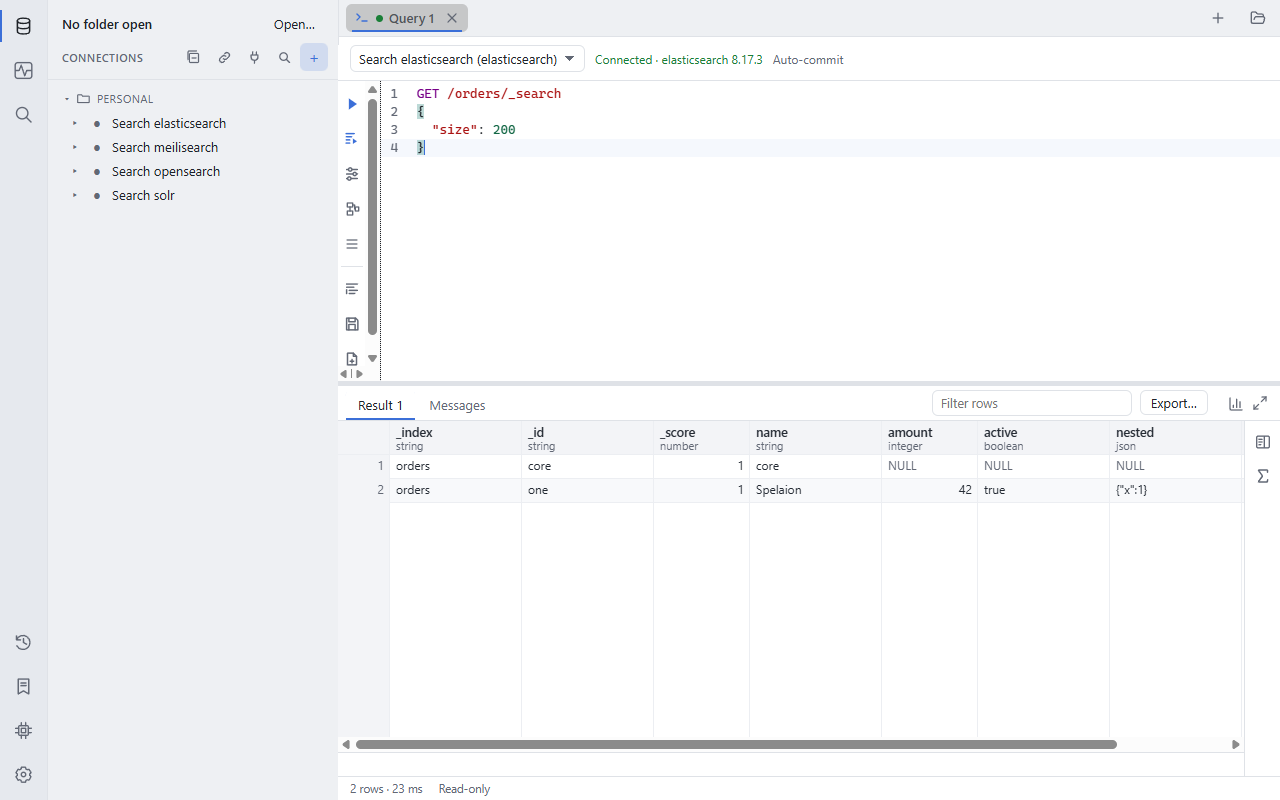 No folder open
Open...
CONNECTIONS
PERSONAL
Search elasticsearch
Search meilisearch
Search opensearch
Search solr
Query 1
Search elasticsearch (elasticsearch)
Connected · elasticsearch 8.17.3
Auto-commit
1 GET /orders/_search
2 {
3 "size": 200
4 }
Result 1
Messages
Filter rows
Export...
_index _id _score name amount active nested
string string number string integer boolean json
1 orders core 1 core NULL NULL NULL
2 orders one 1 Spelaion 42 true {"x":1}
2 rows · 23 ms
Read-only